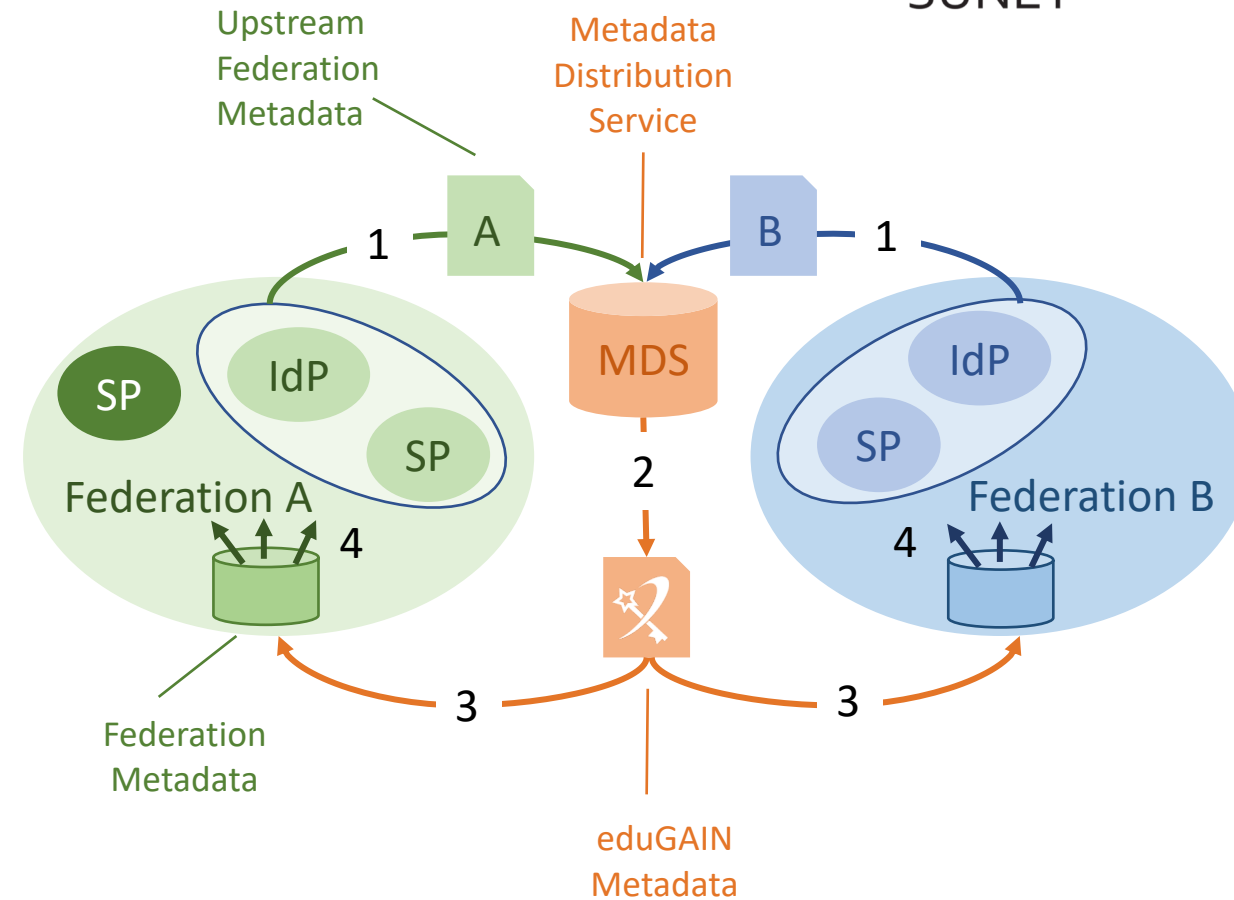 Upstream
Federation
Metadata
Metadata
Distribution
Service
A
B
1
1
MDS
IdP
SP
SP
IdP
SP
2
Federation A
Federation B
4
4
3
3
Federation
Metadata
eduGAIN
Metadata